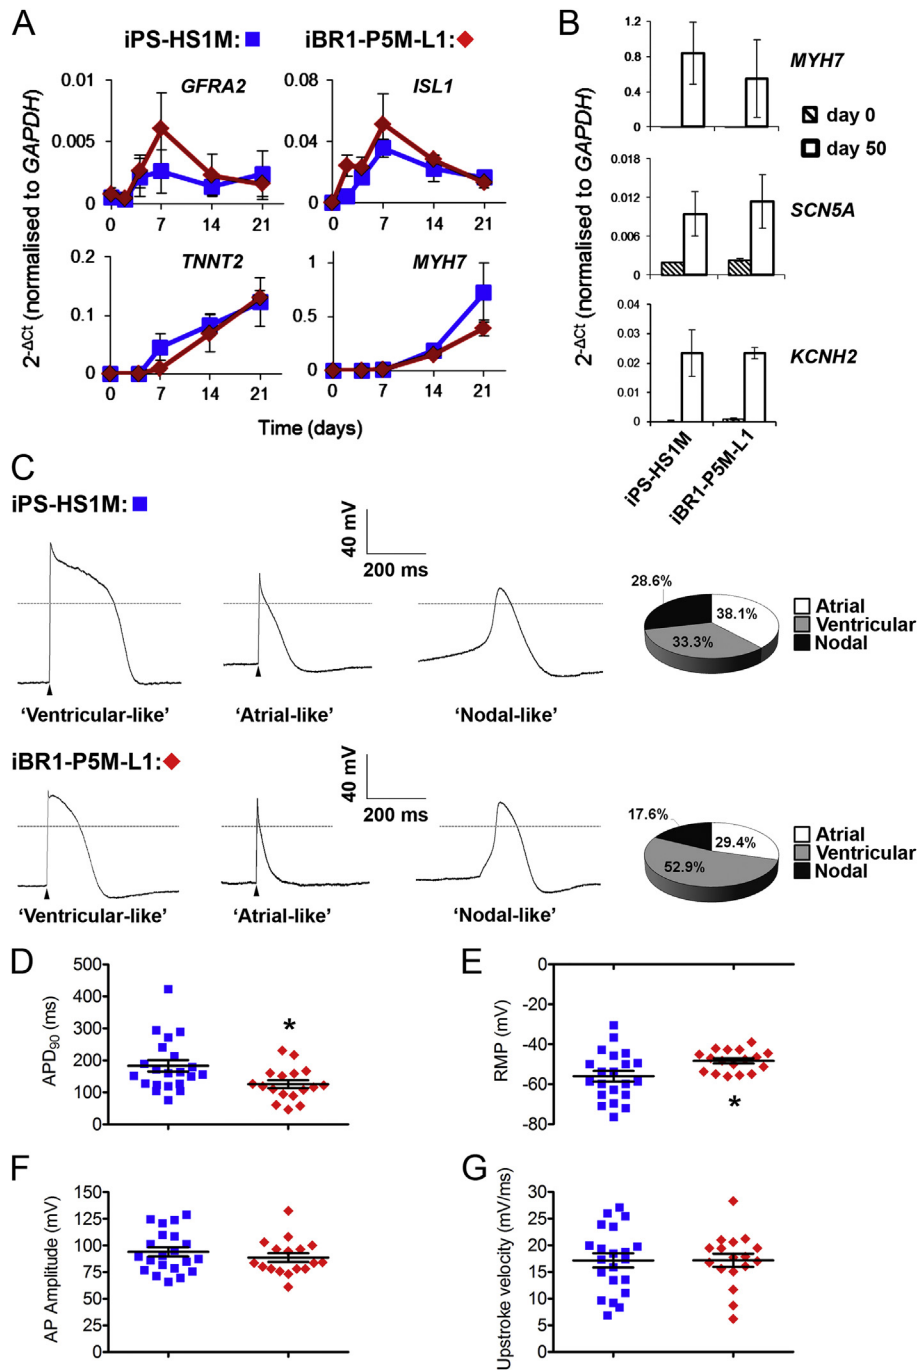 A
iPS-HS1M:
iBR1-P5M-L1:
2-ΔCt (normalised to GAPDH)
GFRA2
0.01
0.005
0
0 7 14 21
ISL1
0.08
0.04
0
0 7 14 21
TNNT2
0.2
0.1
0
0 7 14 21
MYH7
1
0.5
0
0 7 14 21
Time (days)
B
2-ΔCt (normalised to GAPDH)
1.2
0.8
0.4
0
MYH7
day 0
day 50
0.018
0.012
0.006
0
SCN5A
0.04
0.03
0.02
0.01
0
KCNH2
iPS-HS1M
iBR1-P5M-L1
C
iPS-HS1M:
40 mV
200 ms
'Ventricular-like'
'Atrial-like'
'Nodal-like'
28.6%
38.1%
33.3%
Atrial
Ventricular
Nodal
iBR1-P5M-L1:
40 mV
200 ms
'Ventricular-like'
'Atrial-like'
'Nodal-like'
17.6%
29.4%
52.9%
Atrial
Ventricular
Nodal
D
APD90 (ms)
500
400
300
200
100
0
*
E
RMP (mV)
0
-20
-40
-60
-80
*
F
AP Amplitude (mV)
150
125
100
75
50
25
0
G
Upstroke velocity (mV/ms)
30
25
20
15
10
5
0